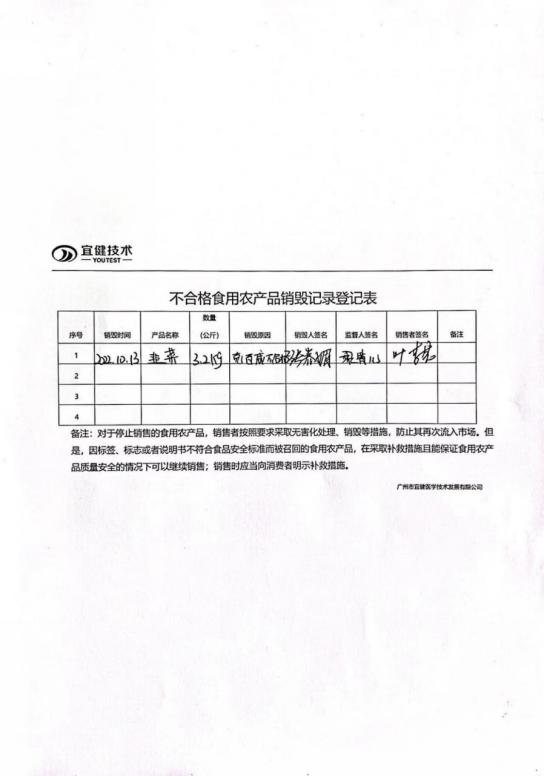 宜健技术
YOUTEST
不合格食用农产品销毁记录登记表
序号 销毁时间 产品名称 数量（公斤） 销毁原因 销毁人签名 监督人签名 销售者签名 备注
1 韭菜 3.2kg
2
3
4
备注：对于停止销售的食用农产品，销售者按照要求采取无害化处理、销毁等措施，防止其再次流入市场。但
是，因标签、标志或者说明书不符合食品安全标准而被召回的食用农产品，在采取补救措施且能保证食用农产
品质量安全的情况下可以继续销售；销售时应当向消费者明示补救措施。
广州市宜健医学技术发展有限公司